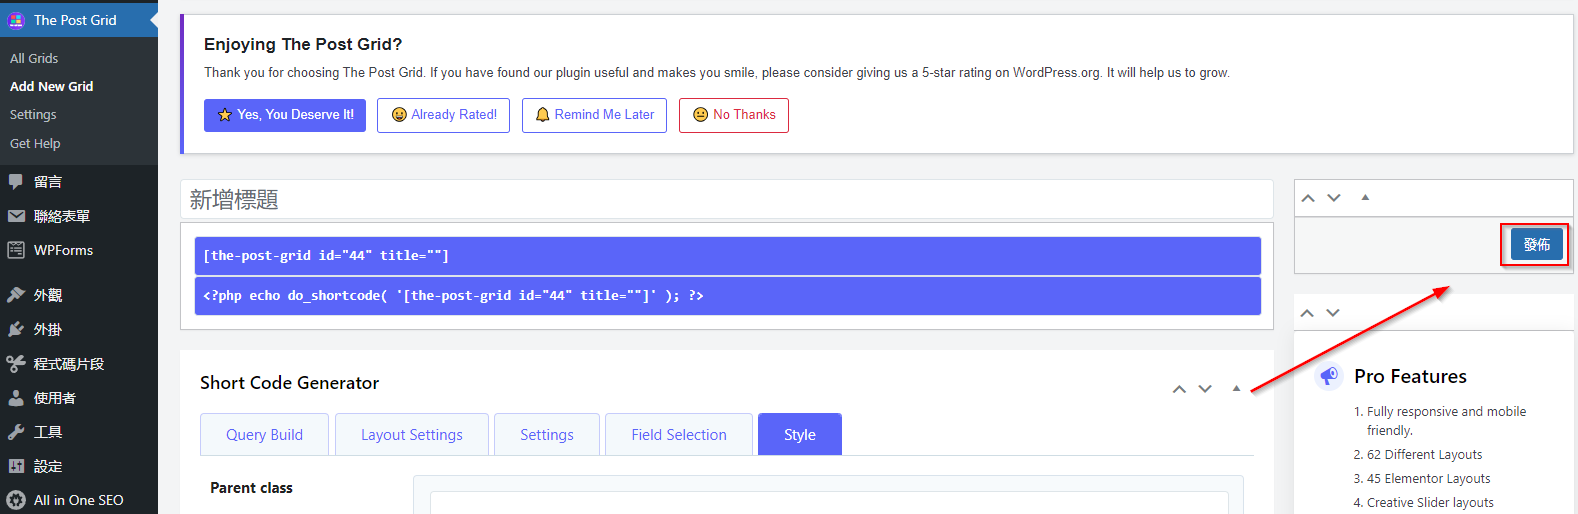 The Post Grid
All Grids
Add New Grid
Settings
Get Help
留言
聯絡表單
WPForms
外觀
外掛
程式碼片段
使用者
工具
設定
All in One SEO
Enjoying The Post Grid?
Thank you for choosing The Post Grid. If you have found our plugin useful and makes you smile, please consider giving us a 5-star rating on WordPress.org. It will help us to grow.
Yes, You Deserve It! Already Rated! Remind Me Later No Thanks
新增標題
[the-post-grid id="44" title=""]
<?php echo do_shortcode( '[the-post-grid id="44" title=""]' ); ?>
Short Code Generator
Query Build Layout Settings Settings Field Selection Style
Parent class
發佈
Pro Features
1. Fully responsive and mobile
friendly.
2. 62 Different Layouts
3. 45 Elementor Layouts
4. Creative Slider layouts